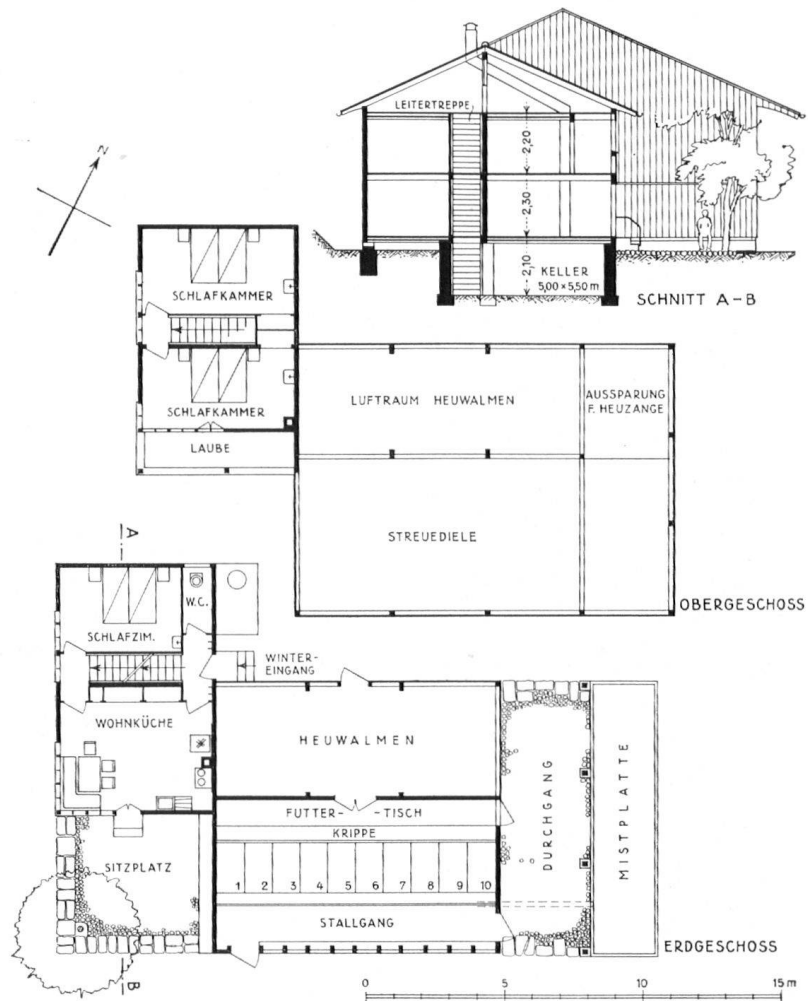 LEITERTREPPE
2,20
2,30
2,10
KELLER
5,00 x 5,50 m
SCHNITT A-B
N
SCHLAFKAMMER
SCHLAFKAMMER
LAUBE
LUFTRAUM HEUWALMEN
AUSSPARUNG
F. HEUZANGE
STREUEDIELE
OBERGESCHOSS
A
W.C.
SCHLAFZIM.
WINTER-
EINGANG
WOHNKÜCHE
HEUWALMEN
FUTTER- -TISCH
KRIPPE
1 2 3 4 5 6 7 8 9 10
STALLGANG
SITZPLATZ
DURCHGANG
MISTPLATTE
B
ERDGESCHOSS
0 5 10 15 m